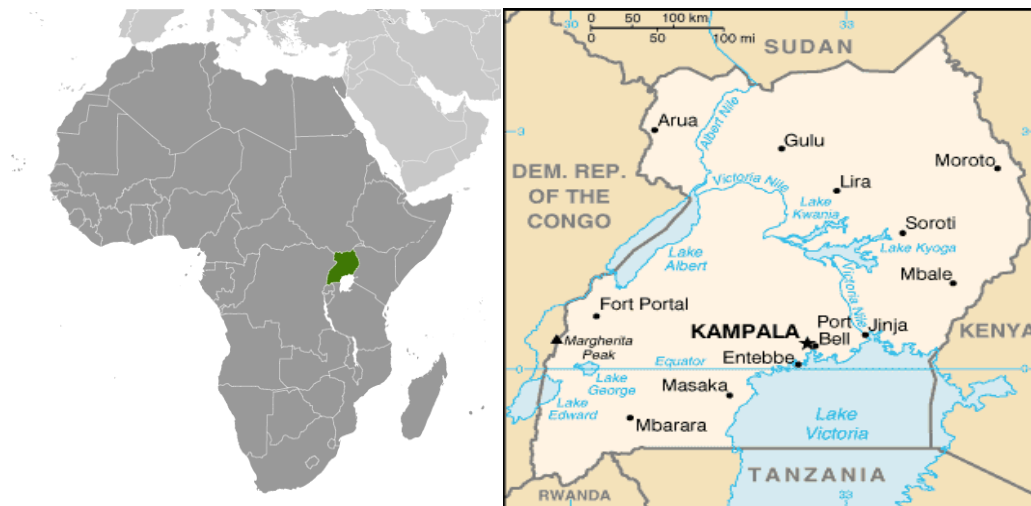 30
0 50 100 km
0 50 100 mi
33
SUDAN
Arua
Albert Nile
3
Gulu
3
Moroto
DEM. REP.
OF THE
CONGO
Victoria Nile
Lira
Lake
Kwania
Soroti
Lake Kyoga
Lake
Albert
Mbale
Victoria
Nile
Fort Portal
KAMPALA
Port
Bell
Jinja
KENYA
Margherita
Peak
Entebbe
Equator
0
0
Lake
George
Masaka
Lake
Edward
Mbarara
Lake
Victoria
TANZANIA
RWANDA
30
33